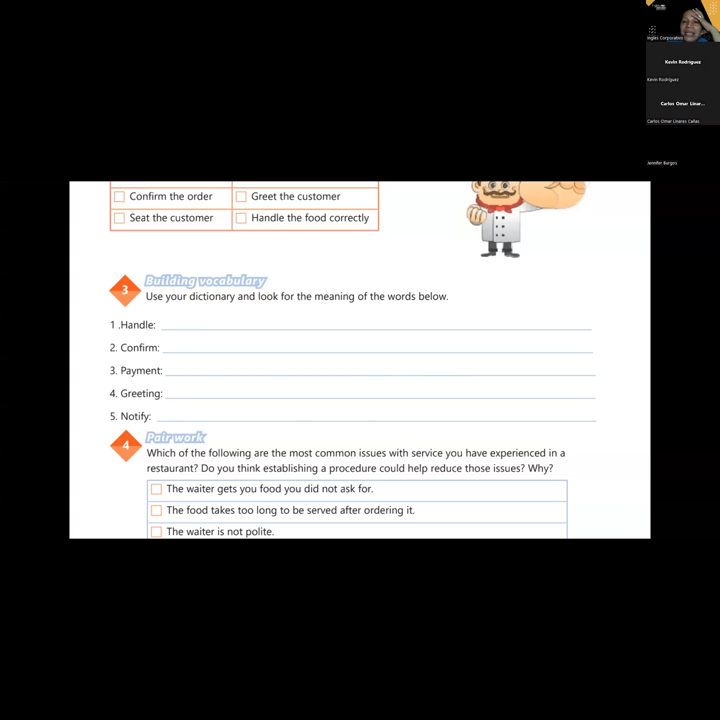 Ingles Corporativo
Kevin Rodriguez
Kevin Rodriguez
Carlos Omar Linar...
Carlos Omar Linares Cañas
Jennifer Burgos
Confirm the order
Greet the customer
Seat the customer
Handle the food correctly
3
Building vocabulary
Use your dictionary and look for the meaning of the words below.
1 .Handle:
2. Confirm:
3. Payment:
4. Greeting:
5. Notify:
4
Pair work
Which of the following are the most common issues with service you have experienced in a
restaurant? Do you think establishing a procedure could help reduce those issues? Why?
The waiter gets you food you did not ask for.
The food takes too long to be served after ordering it.
The waiter is not polite.